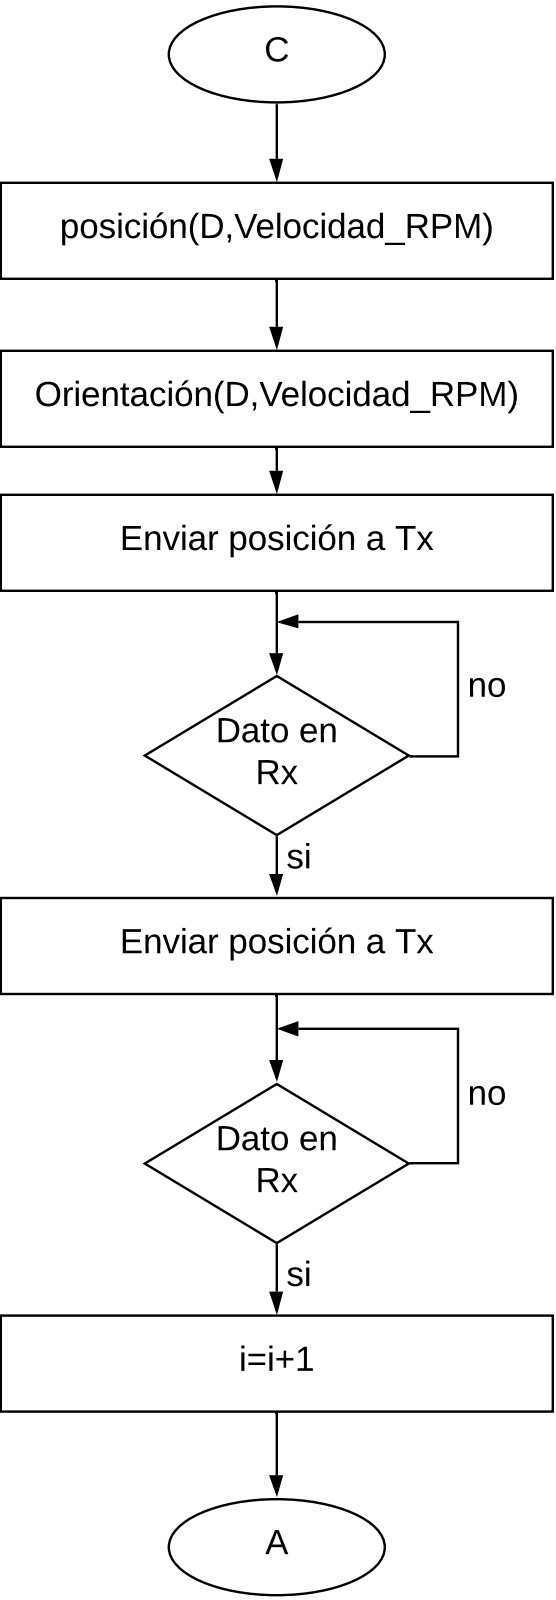 C
posición(D,Velocidad_RPM)
Orientación(D,Velocidad_RPM)
Enviar posición a Tx
no
Dato en
Rx
si
Enviar posición a Tx
no
Dato en
Rx
si
i=i+1
A